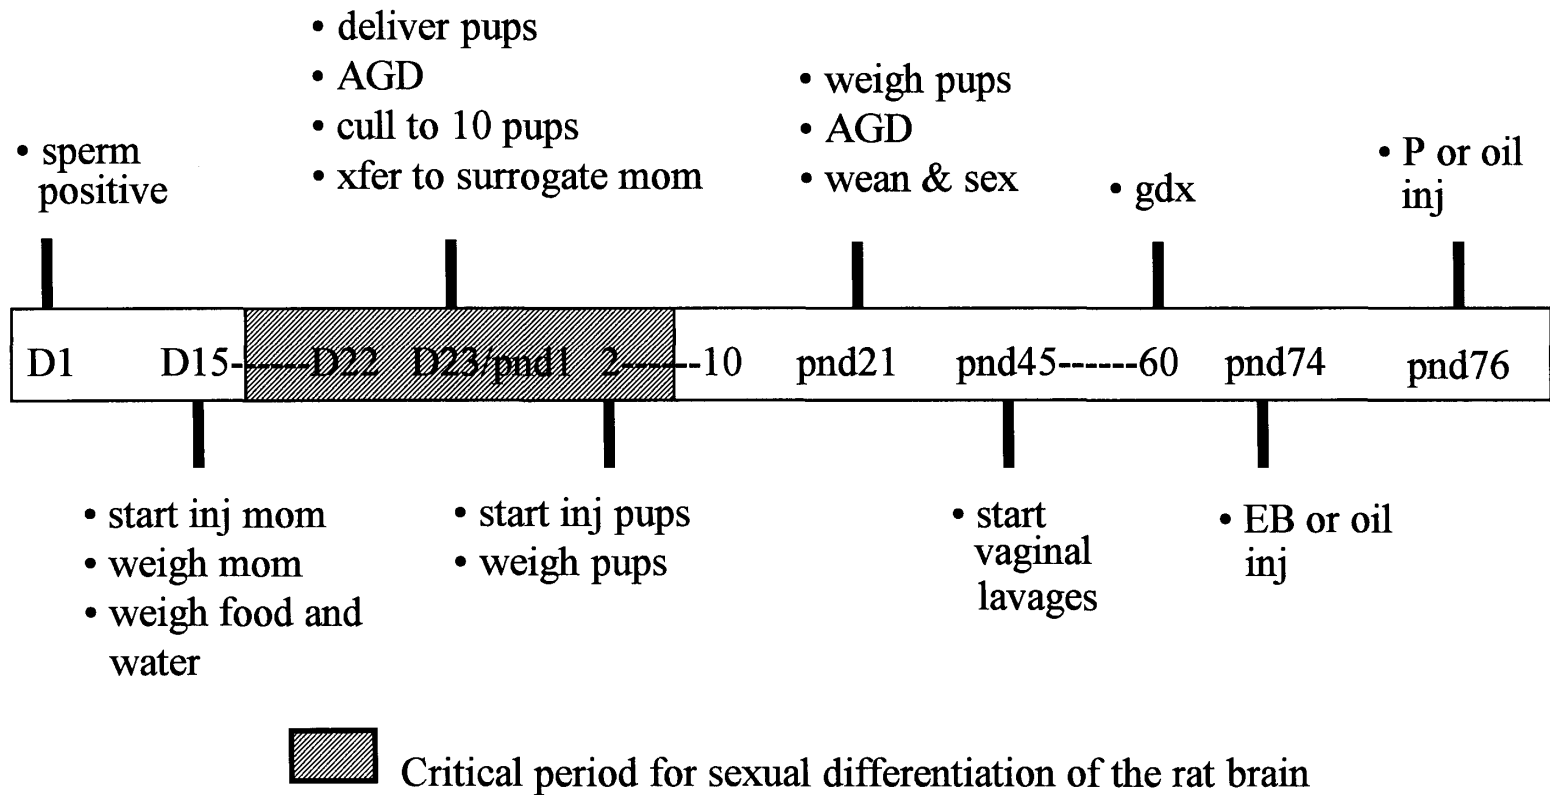 • deliver pups
• AGD
• cull to 10 pups
• xfer to surrogate mom
• sperm
positive
• weigh pups
• AGD
• wean & sex
• gdx
• P or oil
inj
D1 D15------D22 D23/pnd1 2------10 pnd21 pnd45------60 pnd74 pnd76
• start inj mom
• weigh mom
• weigh food and
water
• start inj pups
• weigh pups
• start
vaginal
lavages
• EB or oil
inj
Critical period for sexual differentiation of the rat brain